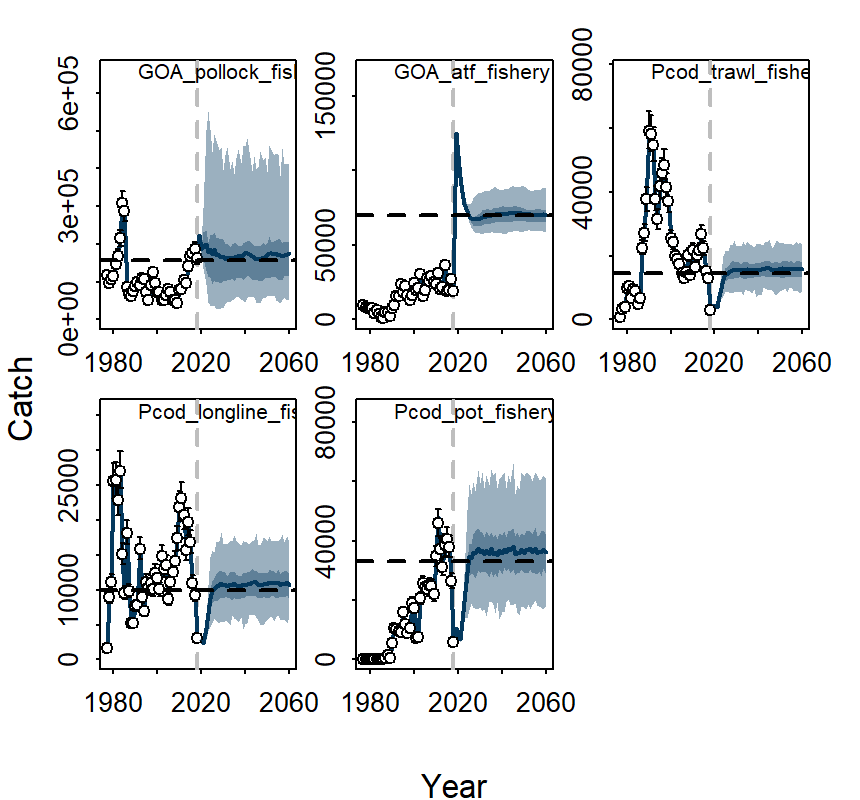 GOA_pollock_fis
GOA_atf_fishery
Pcod_trawl_fishe
0e+00 3e+05 6e+05
0 50000 150000
0 40000 80000
1980 2020 2060
1980 2020 2060
1980 2020 2060
Catch
Pcod_longline_fis
Pcod_pot_fishery
0 10000 25000
0 40000 80000
1980 2020 2060
1980 2020 2060
Year